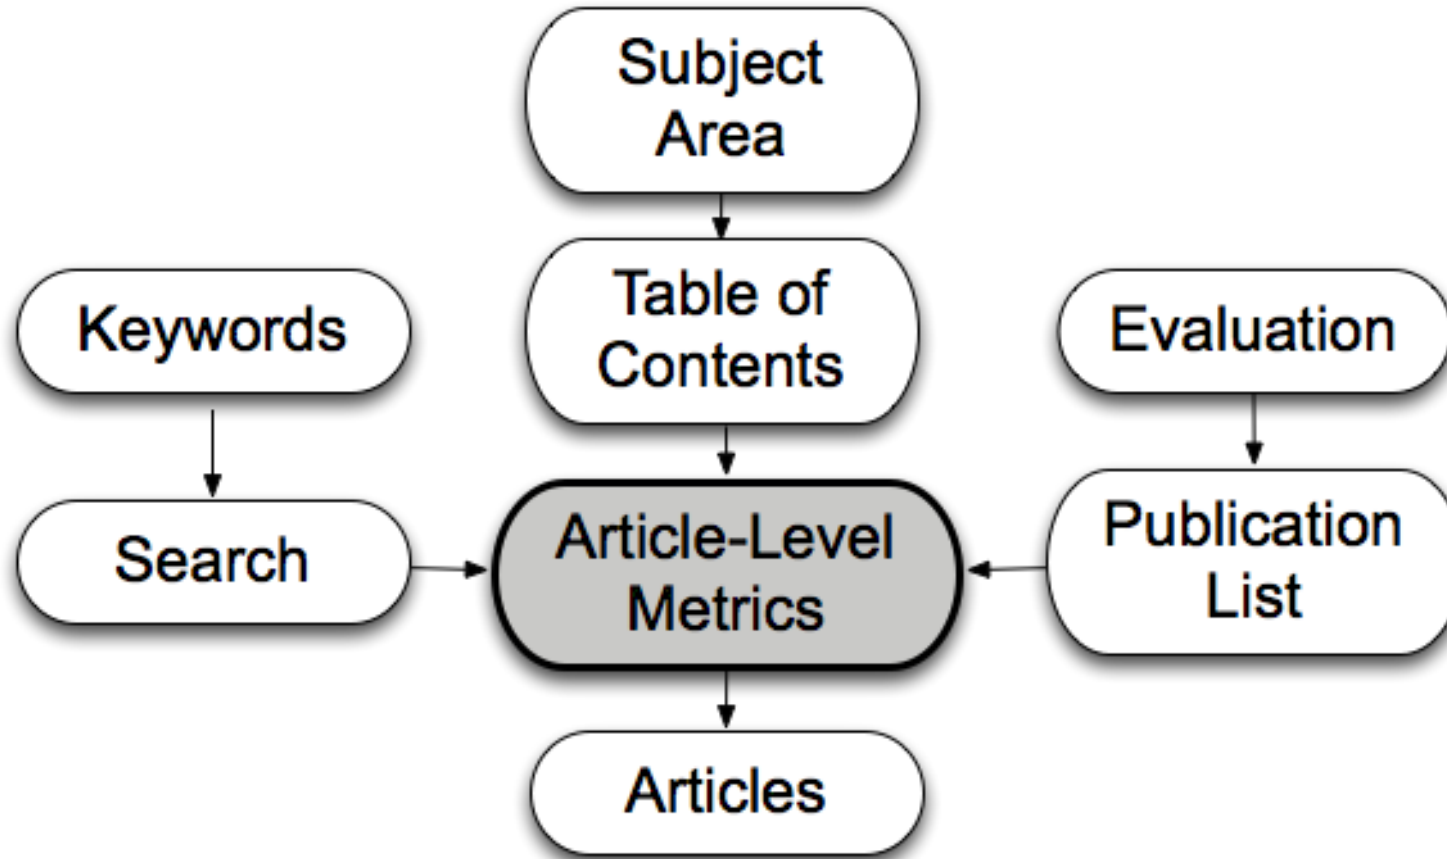 Subject
Area
Keywords
Table of
Contents
Evaluation
Search
Article-Level
Metrics
Publication
List
Articles